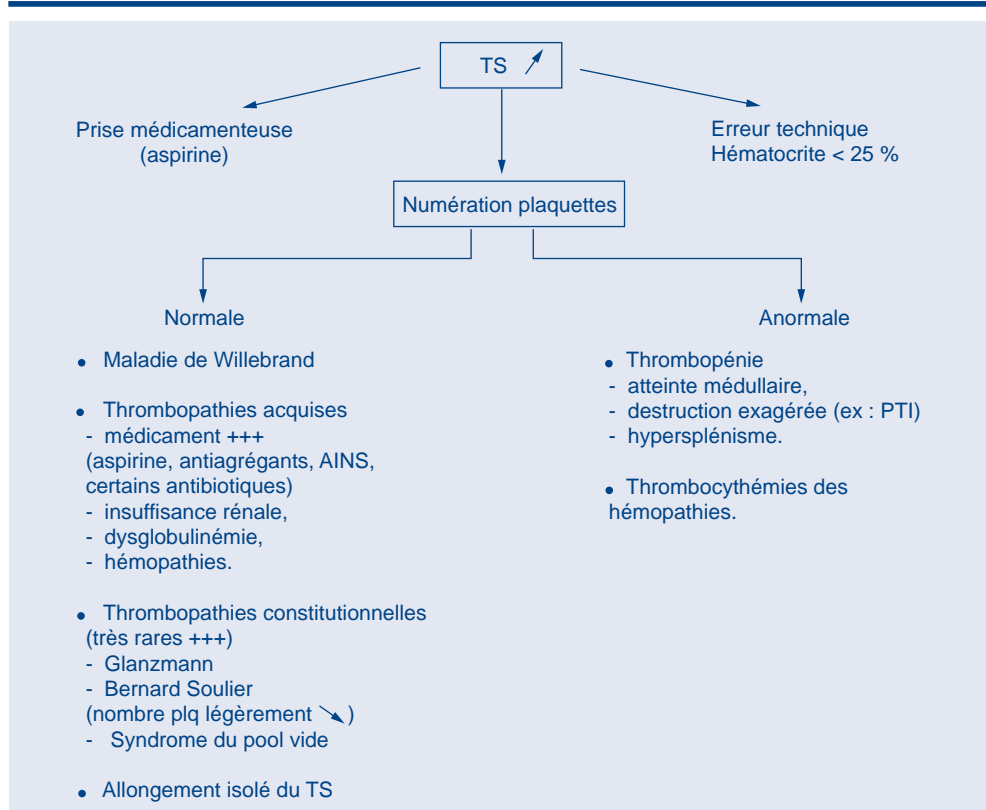 TS
Prise médicamenteuse
(aspirine)
Erreur technique
Hématocrite < 25 %
Numération plaquettes
Normale
• Maladie de Willebrand
• Thrombopathies acquises
- médicament +++
(aspirine, antiagrégants, AINS,
certains antibiotiques)
- insuffisance rénale,
- dysglobulinémie,
- hémopathies.
• Thrombopathies constitutionnelles
(très rares +++)
- Glanzmann
- Bernard Soulier
(nombre plq légèrement ↘)
- Syndrome du pool vide
• Allongement isolé du TS
Anormale
• Thrombopénie
- atteinte médullaire,
- destruction exagérée (ex : PTI)
- hypersplénisme.
• Thrombocythémies des
hémopathies.